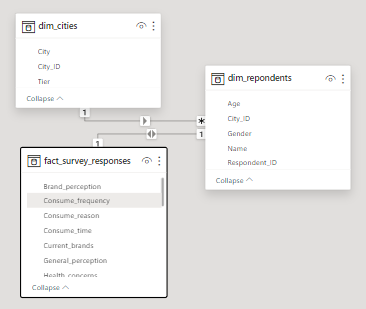 dim_cities
City
City_ID
Tier
Collapse
1
*
1
1
dim_repondents
Age
City_ID
Gender
Name
Respondent_ID
Collapse
fact_survey_responses
Brand_perception
Consume_frequency
Consume_reason
Consume_time
Current_brands
General_perception
Health_concerns
Collapse